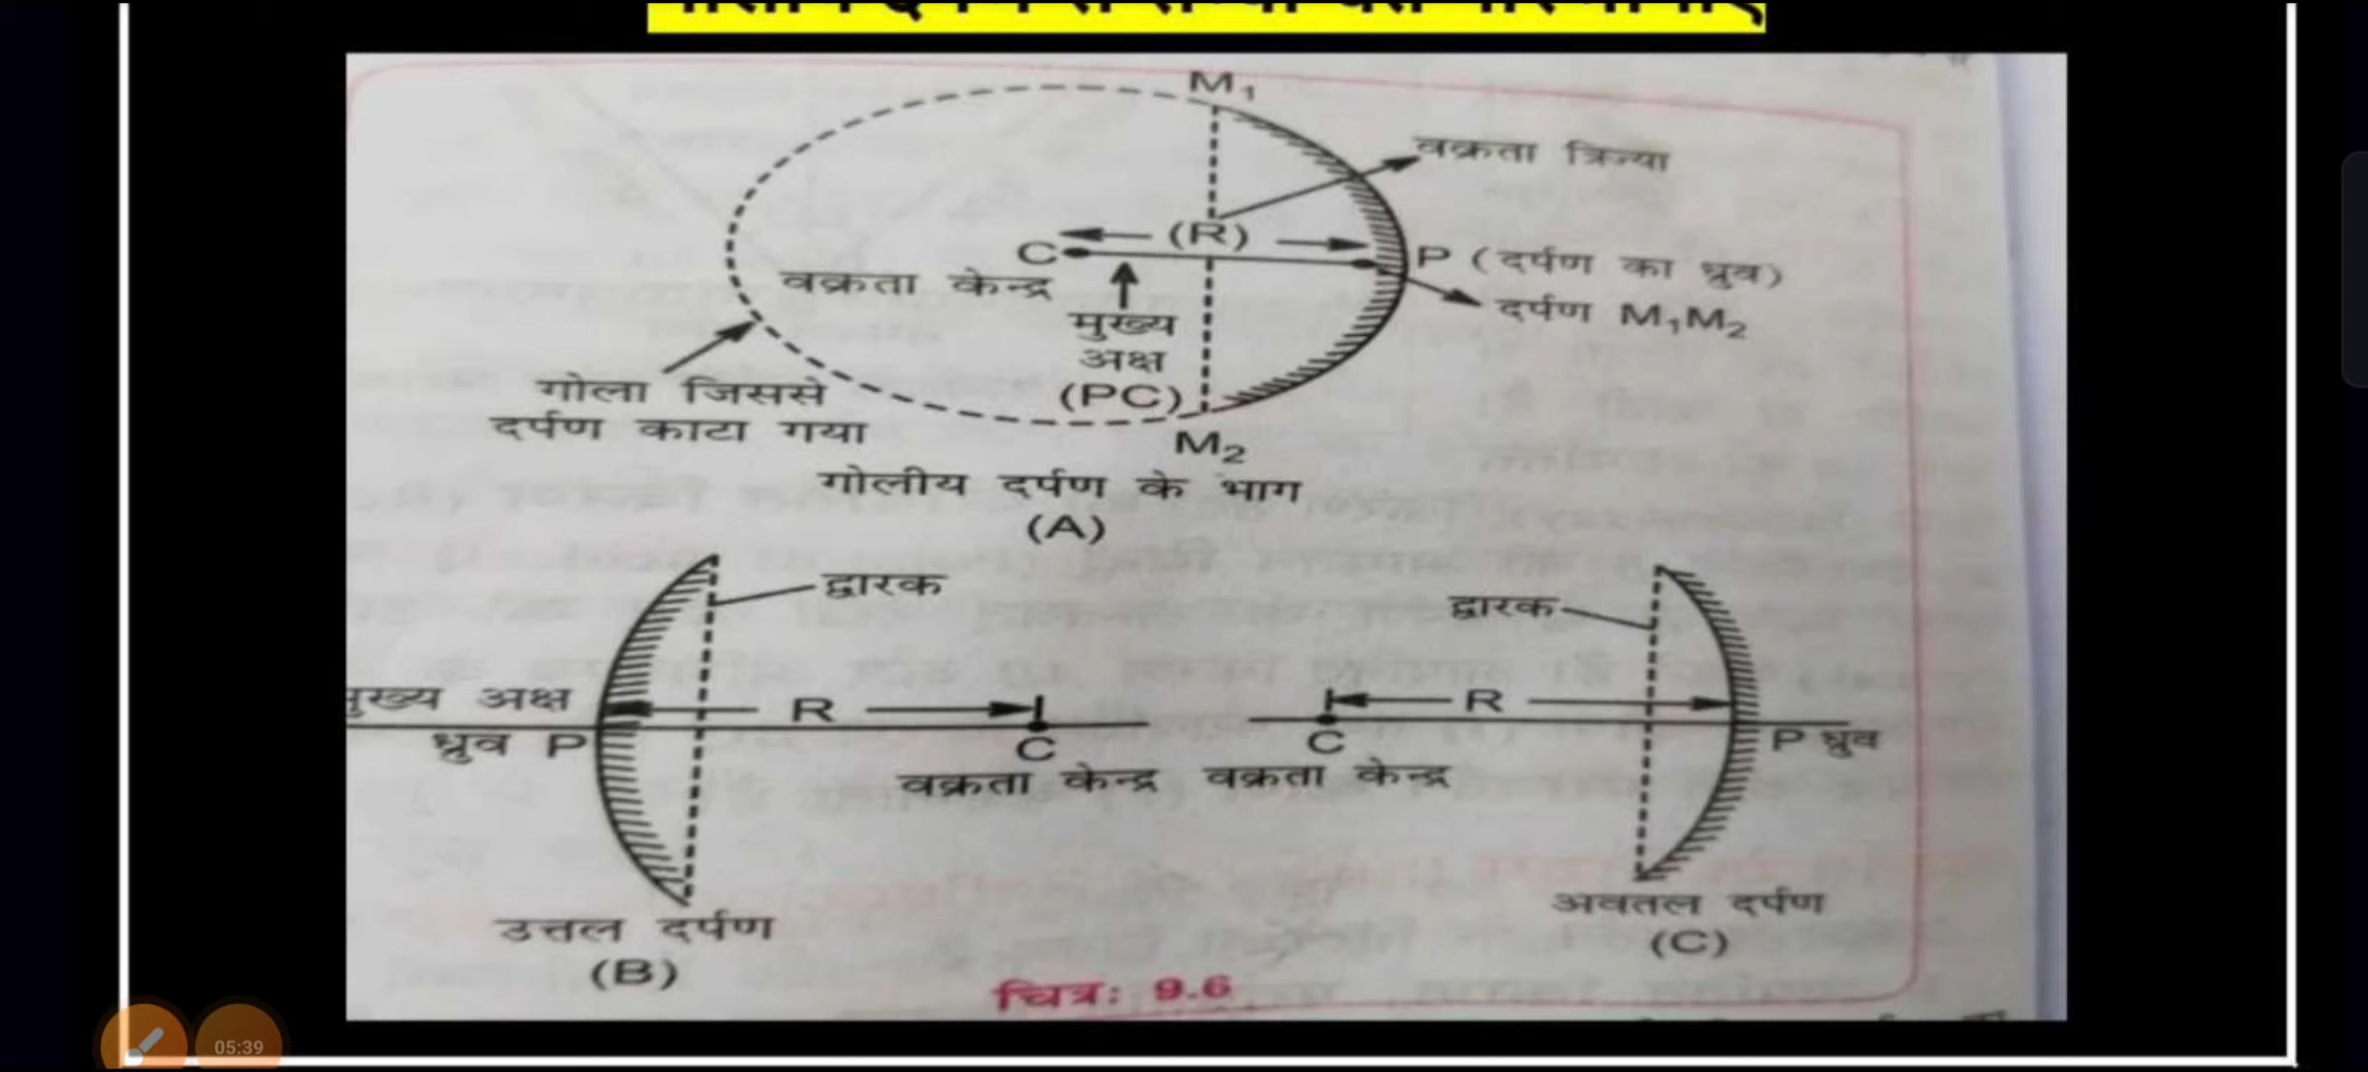 M₁
वक्रता त्रिज्या
(R)
C
P (दर्पण का ध्रुव)
वक्रता केन्द्र
दर्पण M₁M₂
मुख्य
अक्ष
(PC)
गोला जिससे
दर्पण काटा गया
M₂
गोलीय दर्पण के भाग
(A)
द्वारक
द्वारक
मुख्य अक्ष
R
R
ध्रुव P
C
C
P ध्रुव
वक्रता केन्द्र
वक्रता केन्द्र
उत्तल दर्पण
(B)
अवतल दर्पण
(C)
चित्र: 9.6
05:39